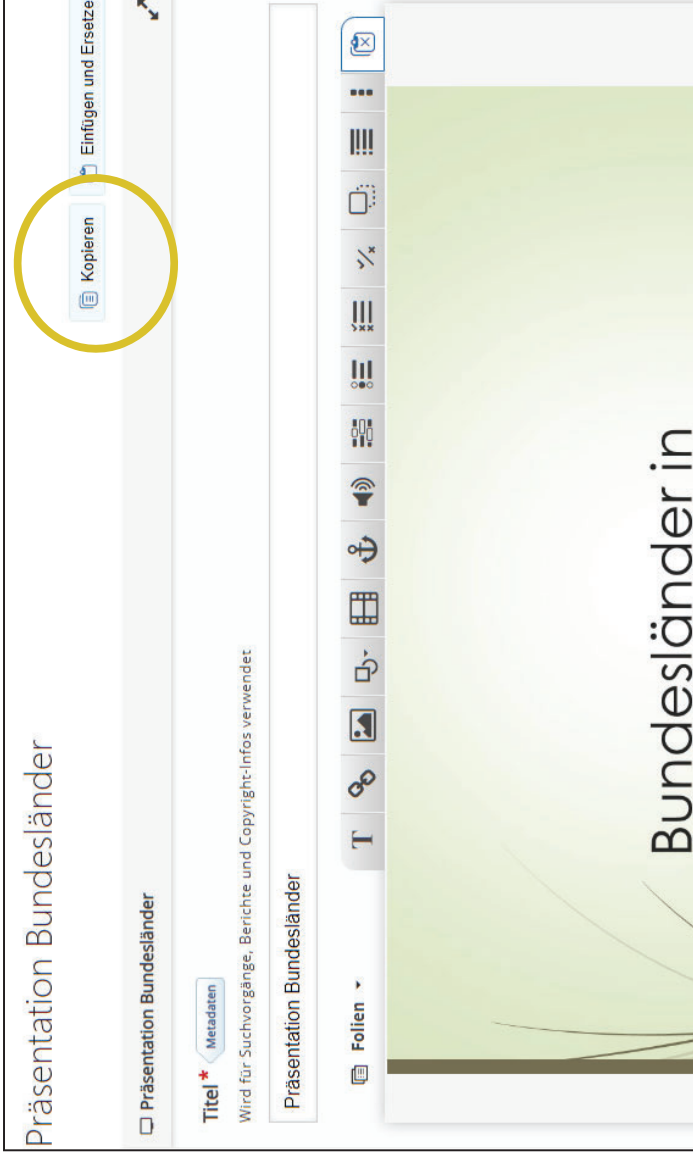 Präsentation Bundesländer
Kopieren
Einfügen und Ersetze
Präsentation Bundesländer
Titel * Metadaten
Wird für Suchvorgänge, Berichte und Copyright-Infos verwendet
Präsentation Bundesländer
Folien
T
Bundesländer in